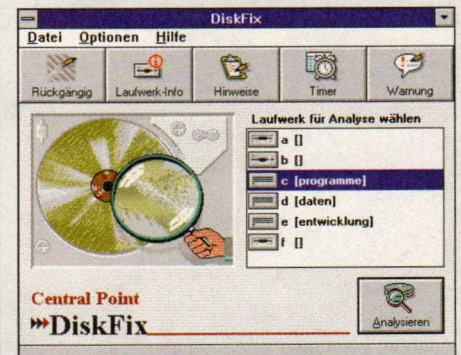 DiskFix
Datei Optionen Hilfe
Rückgängig Laufwerk-Info Hinweise Timer Warnung
Laufwerk für Analyse wählen
a []
b []
c [programme]
d [daten]
e [entwicklung]
f []
Central Point
DiskFix
Analysieren